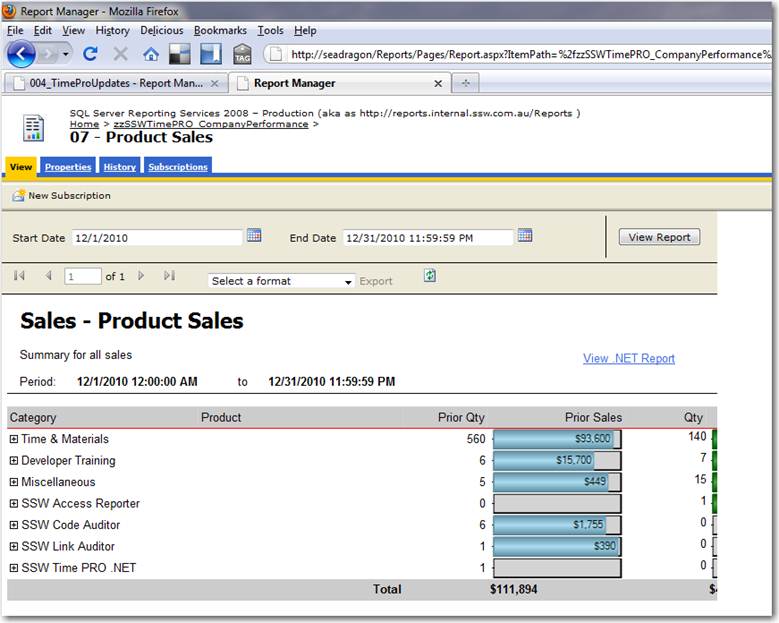 Report Manager - Mozilla Firefox
File Edit View History Delicious Bookmarks Tools Help
TAG http://seadragon/Reports/Pages/Report.aspx?ItemPath=%2fzzSSWTimePRO_CompanyPerformance%
004_TimeProUpdates - Report Man... Report Manager
SQL Server Reporting Services 2008 – Production (aka as http://reports.internal.ssw.com.au/Reports )
Home > zzSSWTimePRO_CompanyPerformance >
07 - Product Sales
View Properties History Subscriptions
New Subscription
Start Date 12/1/2010 End Date 12/31/2010 11:59:59 PM View Report
1 of 1 Select a format Export
Sales - Product Sales
Summary for all sales
View .NET Report
Period: 12/1/2010 12:00:00 AM to 12/31/2010 11:59:59 PM
Category Product Prior Qty Prior Sales Qty
Time & Materials 560 $93,600 140
Developer Training 6 $15,700 7
Miscellaneous 5 $449 15
SSW Access Reporter 0 1
SSW Code Auditor 6 $1,755 0
SSW Link Auditor 1 $390 0
SSW Time PRO .NET 1 0
Total $111,894